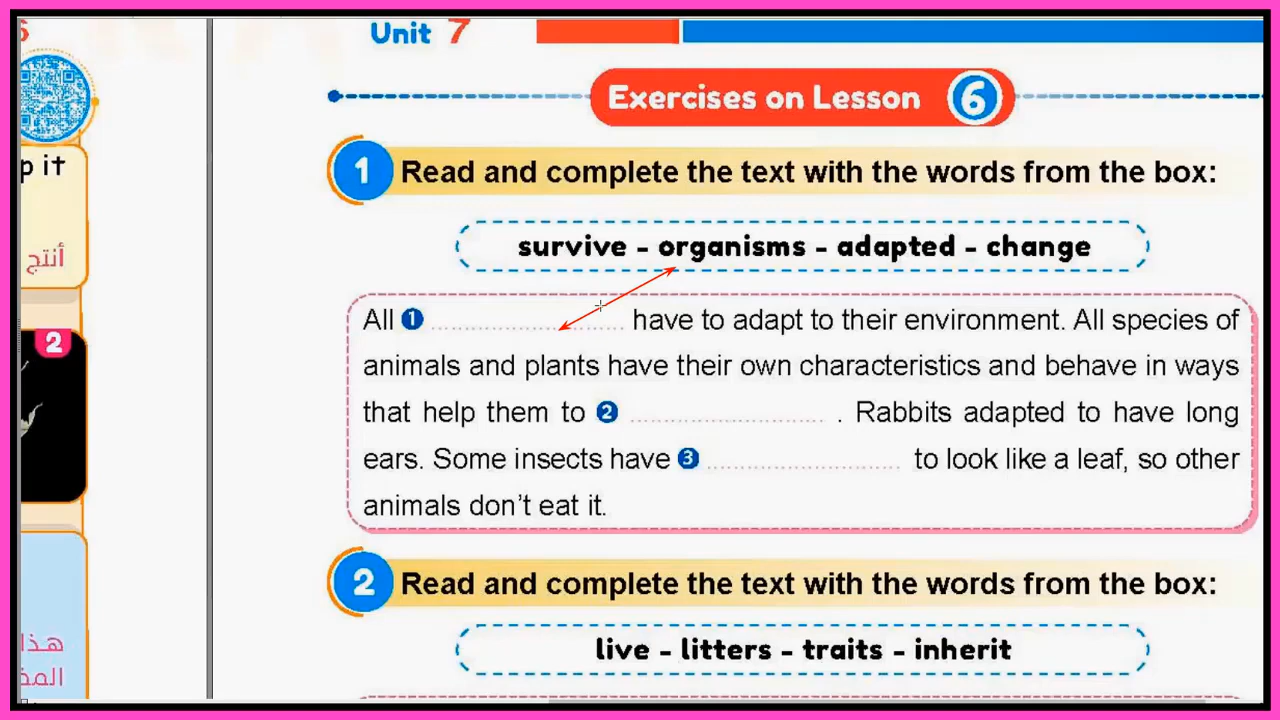 6
Unit 7
Exercises on Lesson 6
1 Read and complete the text with the words from the box:
p it
survive - organisms - adapted - change
أنتج
All 1 ........................ have to adapt to their environment. All species of
2
animals and plants have their own characteristics and behave in ways
that help them to 2 ........................ . Rabbits adapted to have long
ears. Some insects have 3 ........................ to look like a leaf, so other
animals don't eat it.
2 Read and complete the text with the words from the box:
هذا
live - litters - traits - inherit